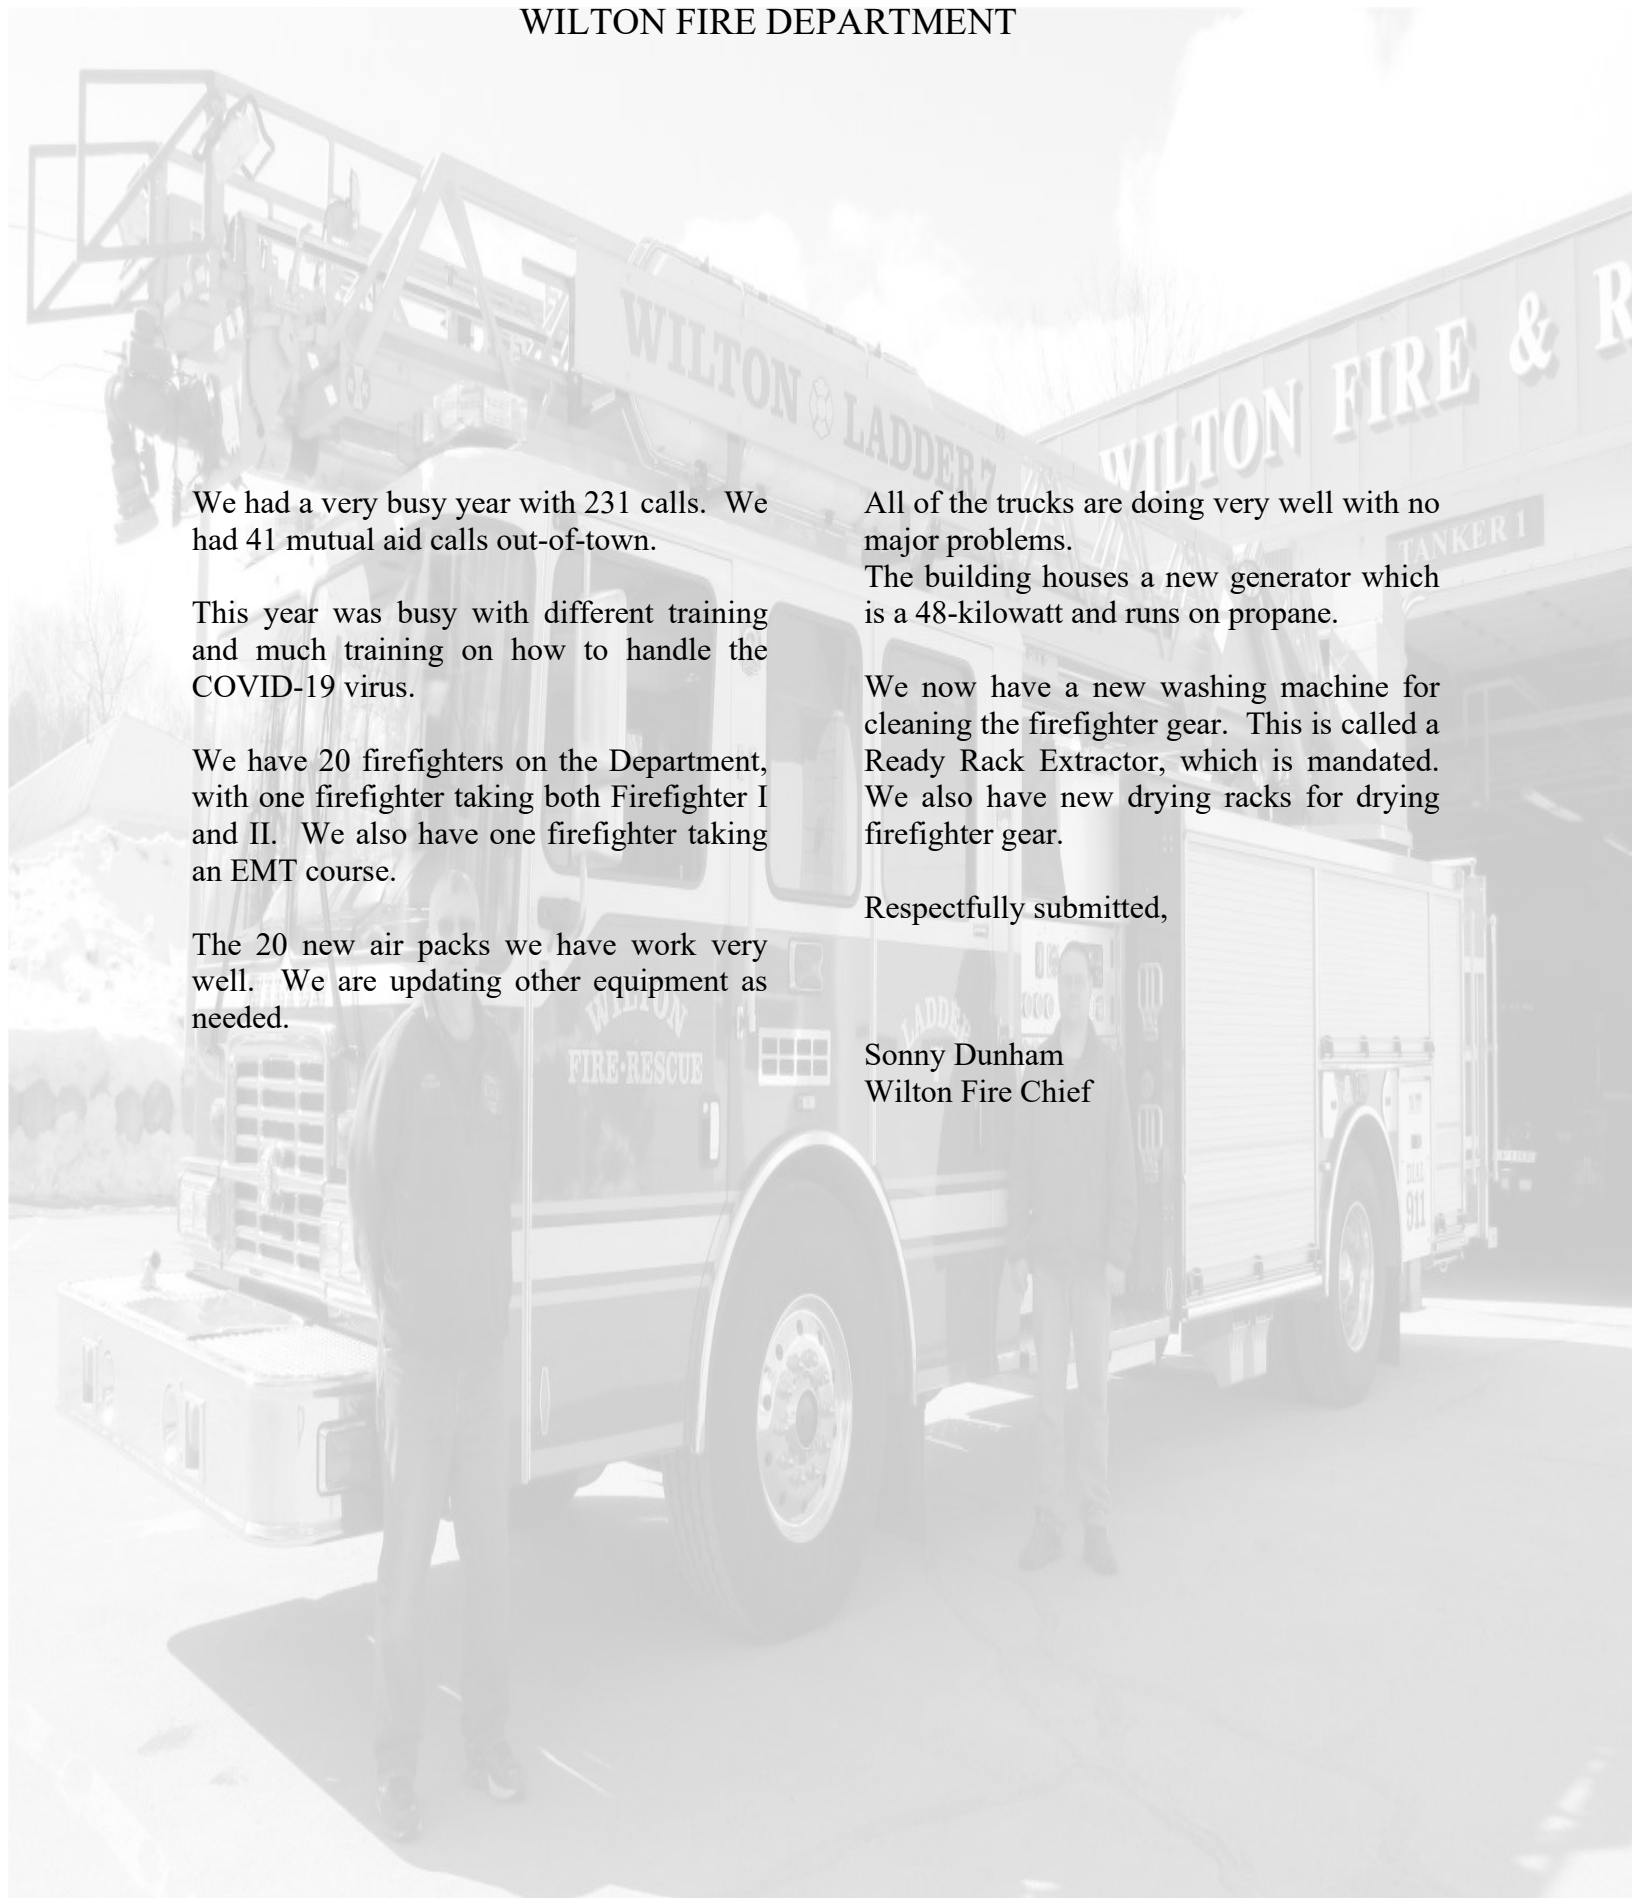 WILTON FIRE DEPARTMENT
WILTON LADDER 7
WILTON FIRE & R
TANKER 1
We had a very busy year with 231 calls.  We
had 41 mutual aid calls out-of-town.
This year was busy with different training
and much training on how to handle the
COVID-19 virus.
We have 20 firefighters on the Department,
with one firefighter taking both Firefighter I
and II.  We also have one firefighter taking
an EMT course.
The 20 new air packs we have work very
well.  We are updating other equipment as
needed.
All of the trucks are doing very well with no
major problems.
The building houses a new generator which
is a 48-kilowatt and runs on propane.
We now have a new washing machine for
cleaning the firefighter gear.  This is called a
Ready Rack Extractor, which is mandated.
We also have new drying racks for drying
firefighter gear.
Respectfully submitted,
Sonny Dunham
Wilton Fire Chief
WILTON
FIRE·RESCUE
LADDER
DIAL
911